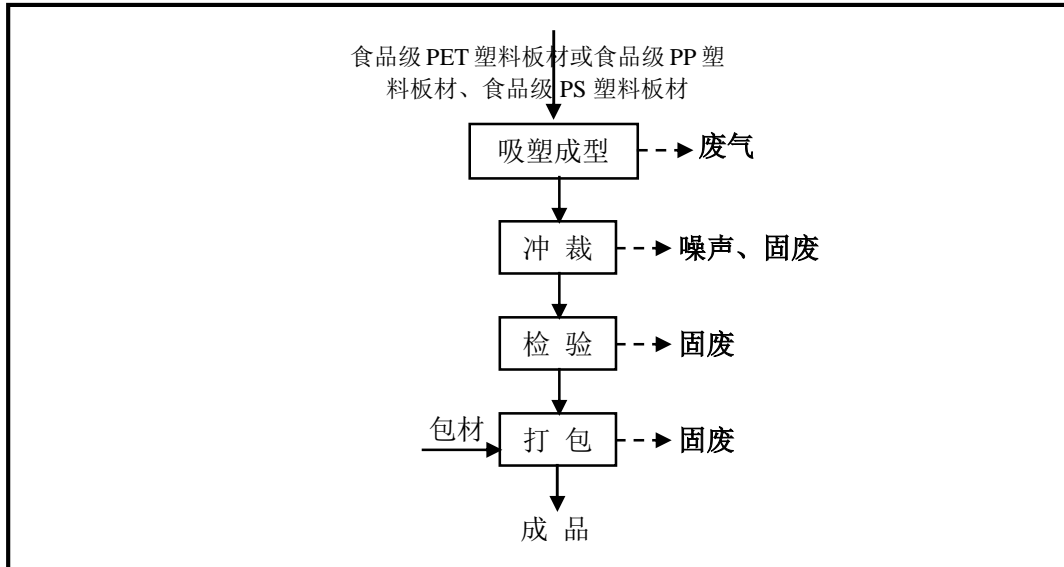 食品级 PET 塑料板材或食品级 PP 塑
料板材、食品级 PS 塑料板材
吸塑成型
废气
冲 裁
噪声、固废
检 验
固废
包材
打 包
固废
成 品